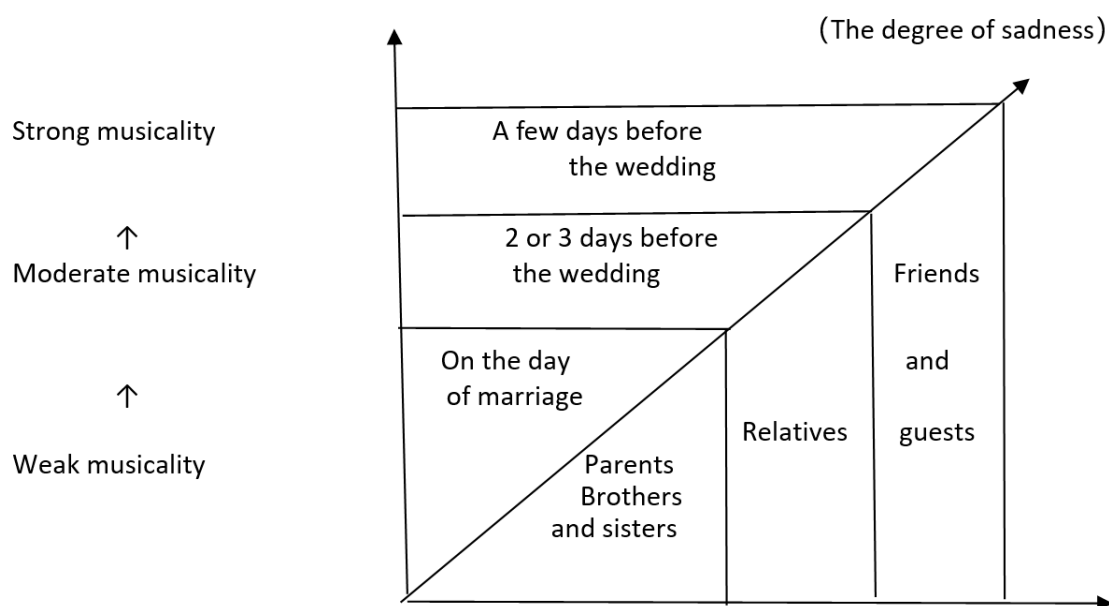 (The degree of sadness)
Strong musicality
A few days before
the wedding
↑
2 or 3 days before
Moderate musicality
the wedding
Friends
On the day
and
↑
of marriage
Relatives
guests
Weak musicality
Parents
Brothers
and sisters